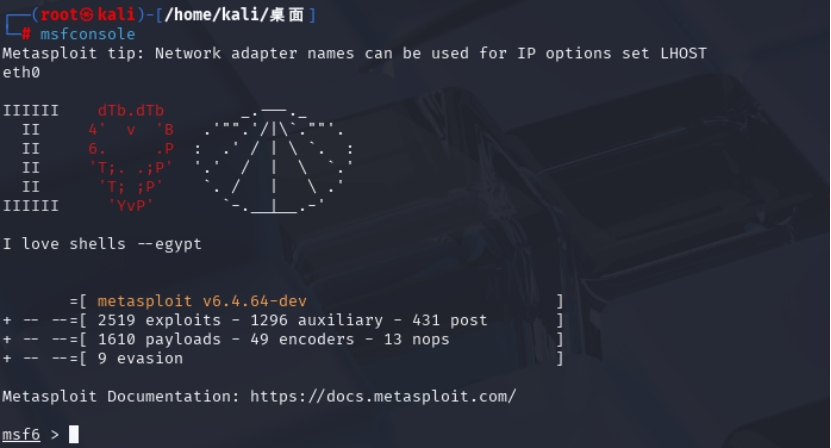 ┌──(root㉿kali)-[/home/kali/桌面]
└─# msfconsole
Metasploit tip: Network adapter names can be used for IP options set LHOST
eth0

IIIIII    dTb.dTb        _.---._
  II     4'  v  'B   .'"".'/|\`.""'.
  II     6.     .P  :  .' / | \ `.  :
  II     'T;. .;P'  '.'  /  |  \  `.'
  II      'T; ;P'    `. /   |   \ .'
IIIIII     'YvP'       `-.__|__.-'

I love shells --egypt


       =[ metasploit v6.4.64-dev                          ]
+ -- --=[ 2519 exploits - 1296 auxiliary - 431 post       ]
+ -- --=[ 1610 payloads - 49 encoders - 13 nops           ]
+ -- --=[ 9 evasion                                       ]

Metasploit Documentation: https://docs.metasploit.com/

msf6 >